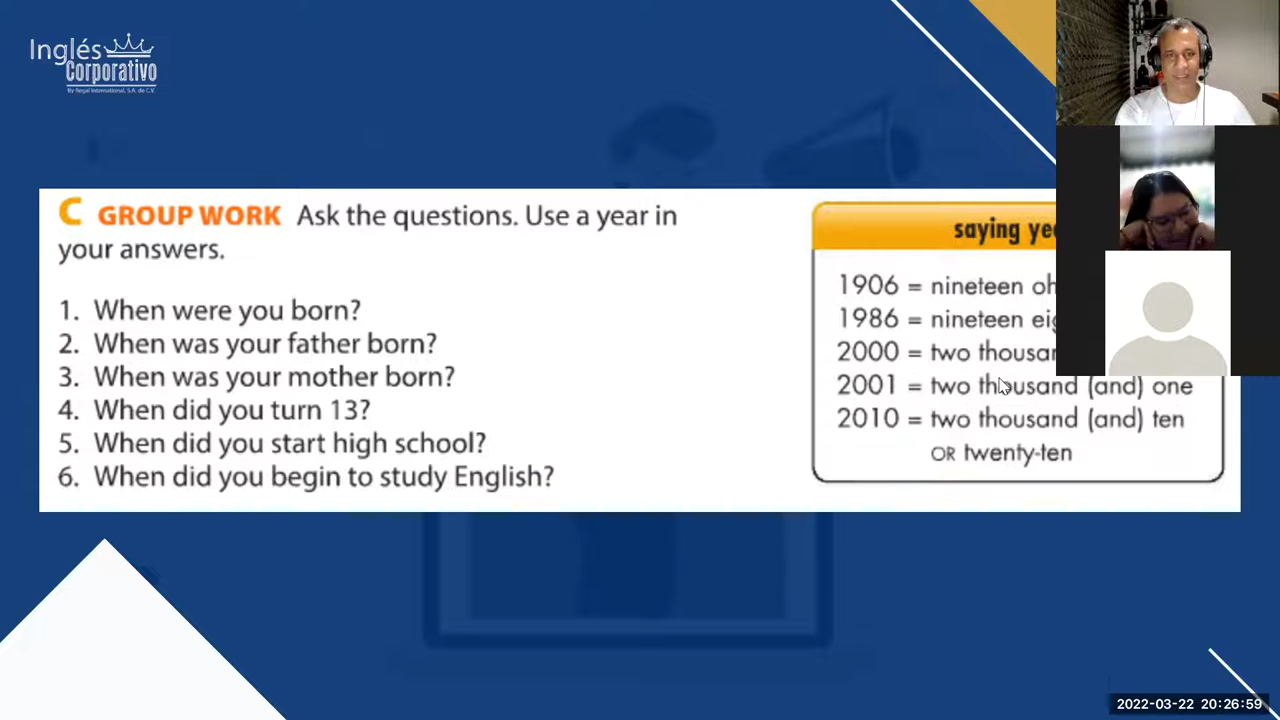 Inglés
Corporativo
By Regal International, S.A. de C.V.
C GROUP WORK Ask the questions. Use a year in
your answers.
1. When were you born?
2. When was your father born?
3. When was your mother born?
4. When did you turn 13?
5. When did you start high school?
6. When did you begin to study English?
saying
1906 = nineteen oh
1986 = nineteen
2000 = two
2001 = two thousand (and) one
2010 = two thousand (and) ten
OR twenty-ten
2022-03-22 20:26:59